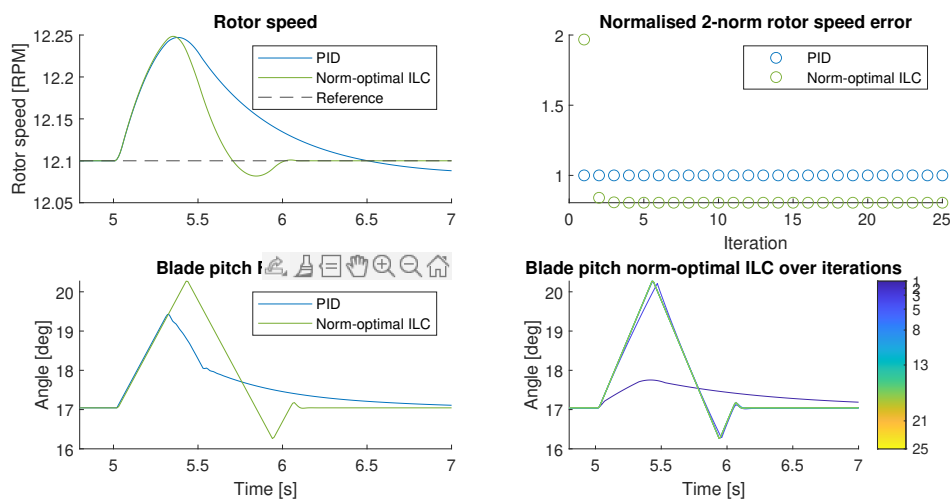 Rotor speed
Rotor speed [RPM]
12.25
12.2
12.15
12.1
12.05
5
5.5
6
6.5
7
PID
Norm-optimal ILC
Reference
Normalised 2-norm rotor speed error
2
1.5
1
0
5
10
15
20
25
Iteration
PID
Norm-optimal ILC
Blade pitch
Angle [deg]
20
19
18
17
16
5
5.5
6
6.5
7
Time [s]
PID
Norm-optimal ILC
Blade pitch norm-optimal ILC over iterations
Angle [deg]
20
19
18
17
16
5
5.5
6
6.5
7
Time [s]
1
2
3
5
8
13
21
25